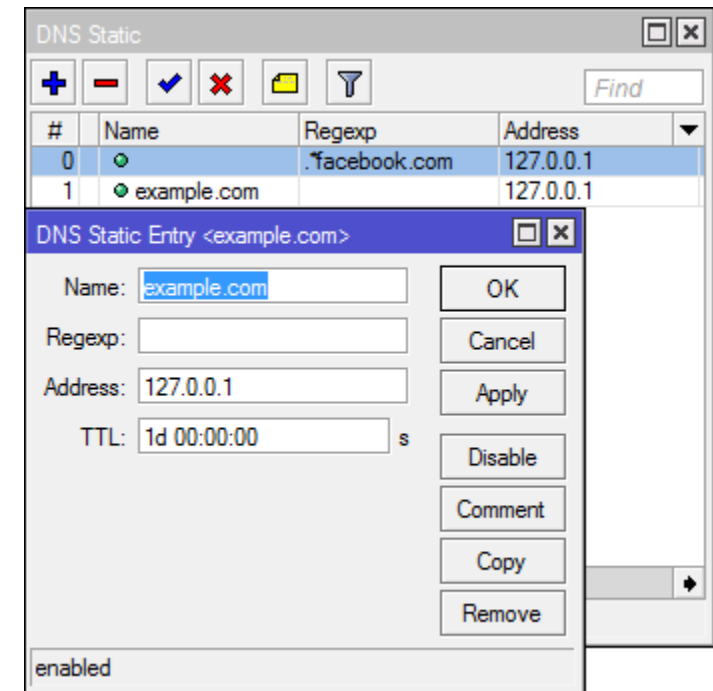 DNS Static
Find
# Name Regexp Address
0 .*facebook.com 127.0.0.1
1 example.com 127.0.0.1
DNS Static Entry <example.com>
Name: example.com
OK
Regexp:
Cancel
Address: 127.0.0.1
Apply
TTL: 1d 00:00:00 s
Disable
Comment
Copy
Remove
enabled